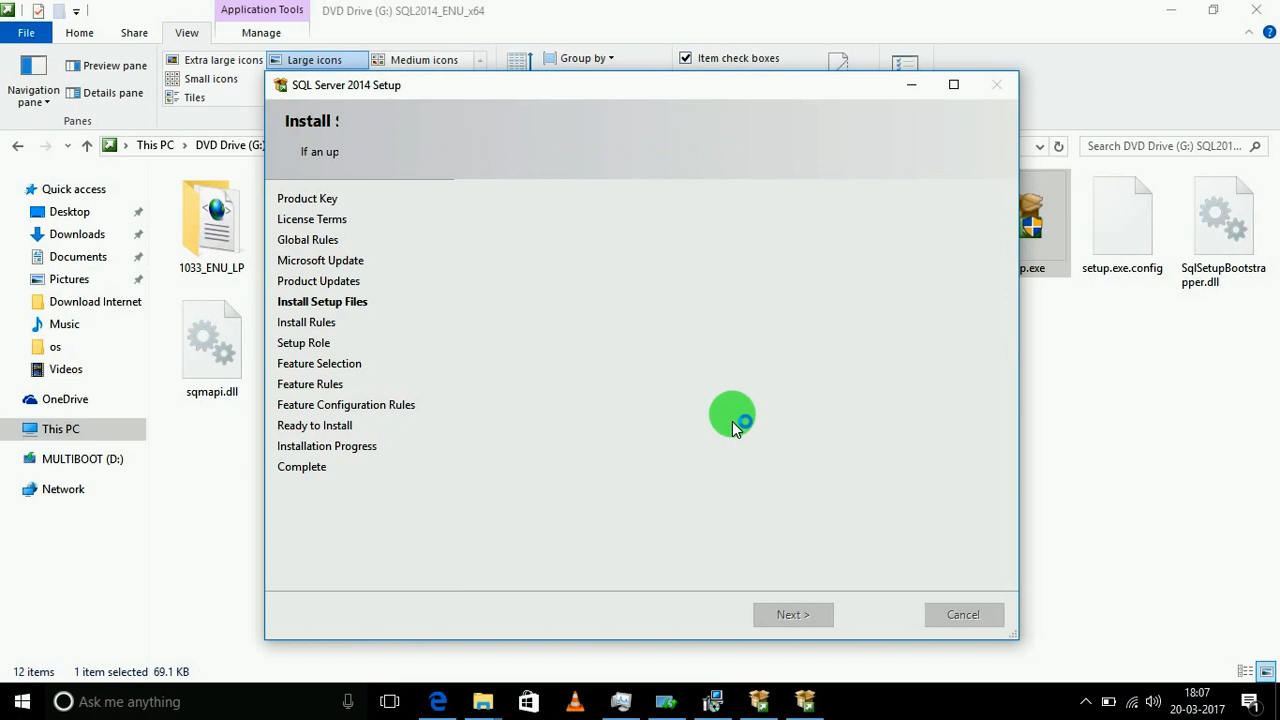 Application Tools
DVD Drive (G:) SQL2014_ENU_x64
File
Home
Share
View
Manage
Navigation
pane
Preview pane
Details pane
Panes
Extra large icons
Large icons
Medium icons
Small icons
Tiles
Group by
Item check boxes
This PC
DVD Drive (G:)
Search DVD Drive (G:) SQL201...
Quick access
Desktop
Downloads
Documents
Pictures
Download Internet
Music
os
Videos
OneDrive
This PC
MULTIBOOT (D:)
Network
1033_ENU_LP
sqmapi.dll
p.exe
setup.exe.config
SqlSetupBootstra
pper.dll
SQL Server 2014 Setup
Install
If an up
Product Key
License Terms
Global Rules
Microsoft Update
Product Updates
Install Setup Files
Install Rules
Setup Role
Feature Selection
Feature Rules
Feature Configuration Rules
Ready to Install
Installation Progress
Complete
Next >
Cancel
12 items
1 item selected 69.1 KB
Ask me anything
18:07
20-03-2017